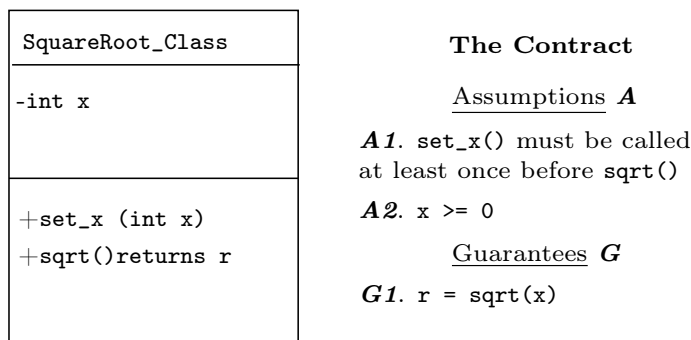 SquareRoot_Class
-int x
+set_x (int x)
+sqrt()returns r
The Contract
Assumptions A
A1. set_x() must be called
at least once before sqrt()
A2. x >= 0
Guarantees G
G1. r = sqrt(x)